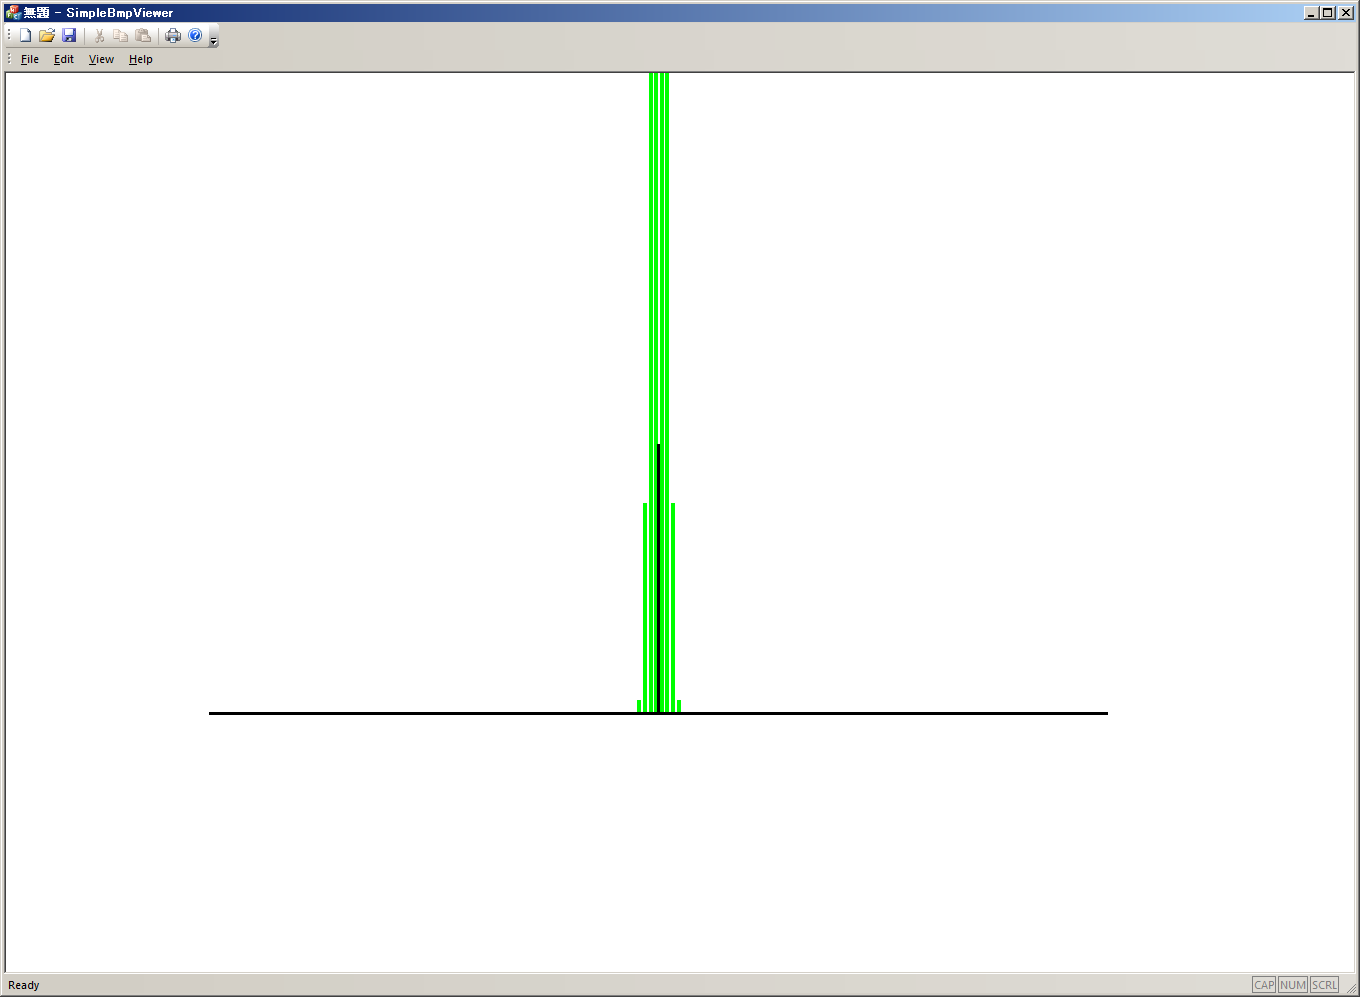 無題 - SimpleBmpViewer
File Edit View Help
Ready
CAP NUM SCRL